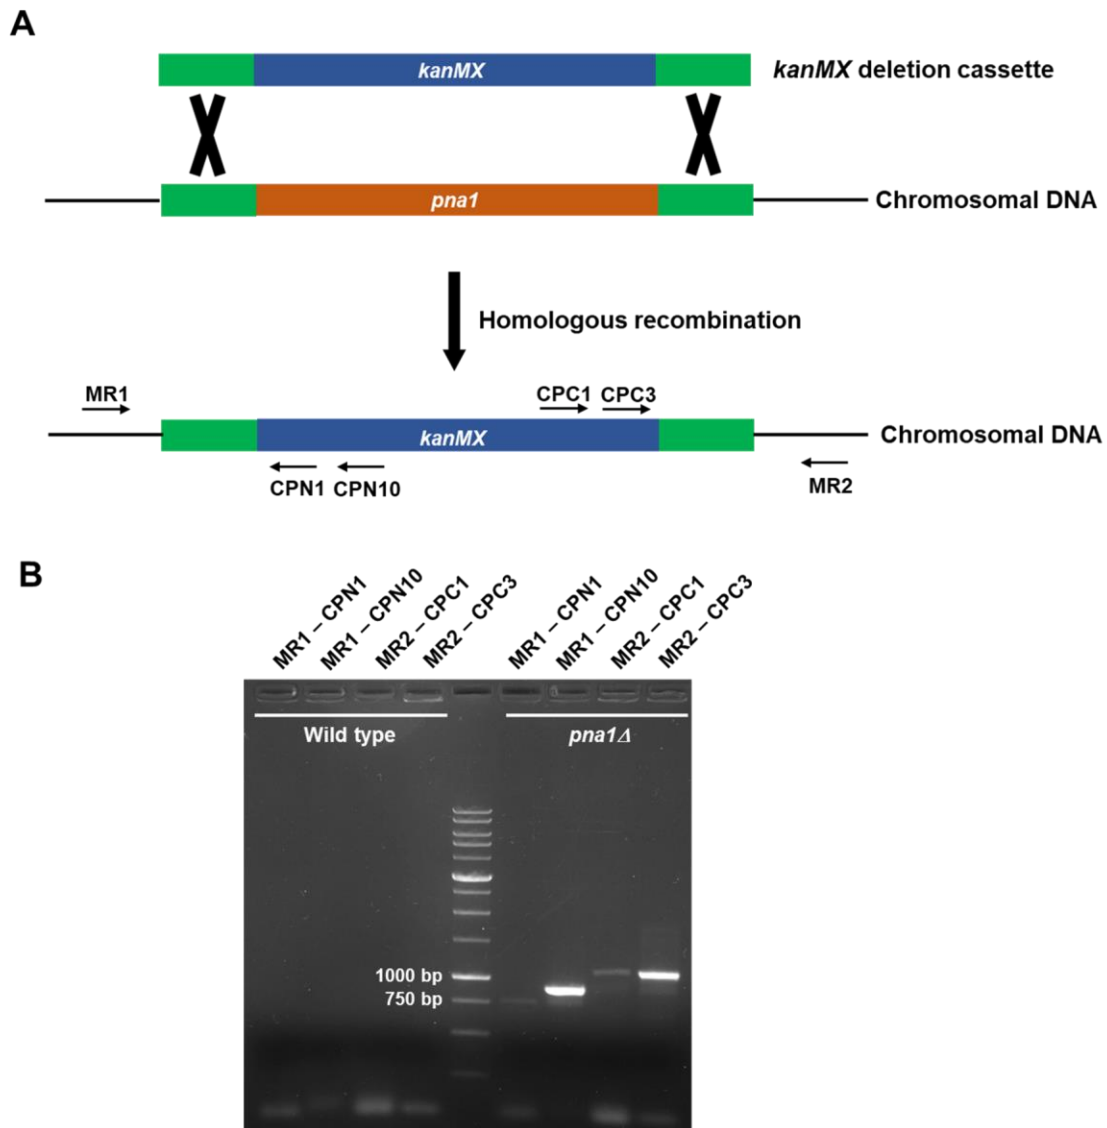 A
kanMX
kanMX deletion cassette
pna1
Chromosomal DNA
Homologous recombination
MR1
CPC1
CPC3
kanMX
Chromosomal DNA
CPN1
CPN10
MR2
B
MR1 – CPN1
MR1 – CPN10
MR2 – CPC1
MR2 – CPC3
MR1 – CPN1
MR1 – CPN10
MR2 – CPC1
MR2 – CPC3
Wild type
pna1Δ
1000 bp
750 bp